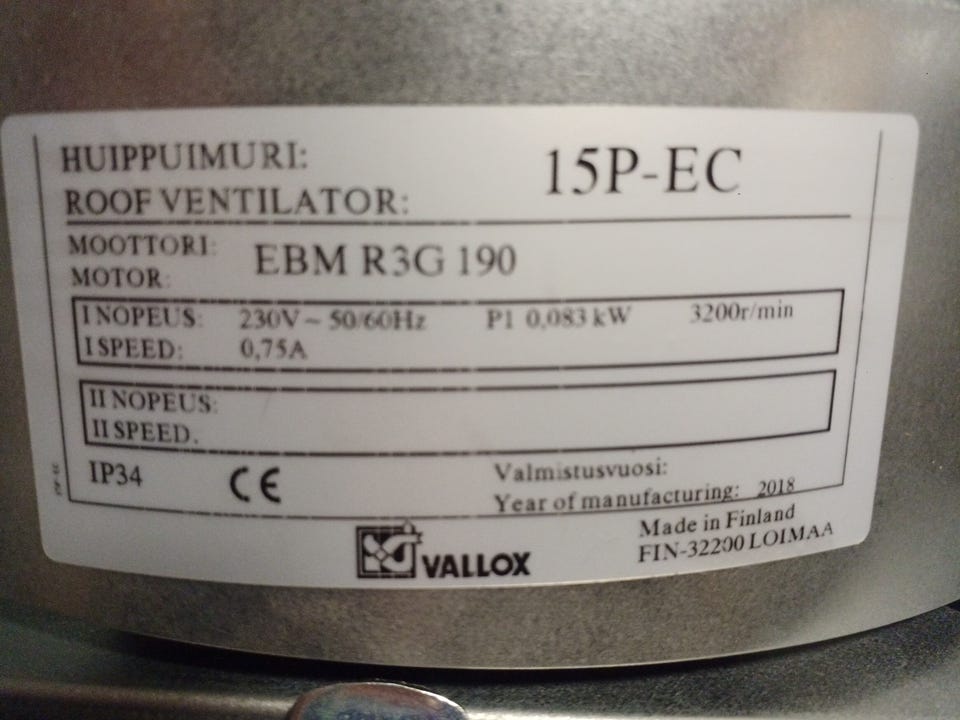 HUIPPUIMURI: 15P-EC
ROOF VENTILATOR:
MOOTTORI: EBM R3G 190
MOTOR:
I NOPEUS: 230V ~ 50/60Hz P1 0,083 kW 3200r/min
I SPEED: 0,75A
II NOPEUS:
II SPEED.
IP34 CE Valmistusvuosi:
Year of manufacturing: 2018
Made in Finland
VALLOX FIN-32200 LOIMAA